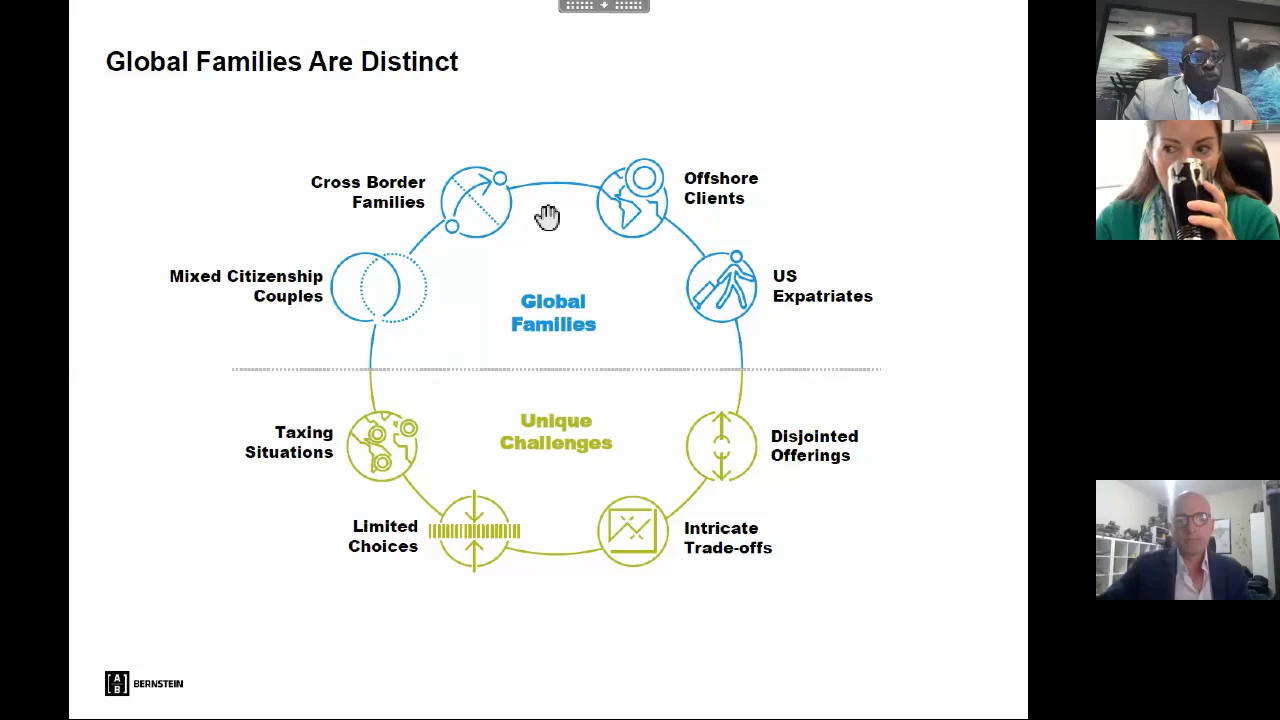 Global Families Are Distinct
Cross Border
Families
Offshore
Clients
Mixed Citizenship
Couples
US
Expatriates
Global
Families
Unique
Challenges
Taxing
Situations
Disjointed
Offerings
Limited
Choices
Intricate
Trade-offs
[A
B]
BERNSTEIN